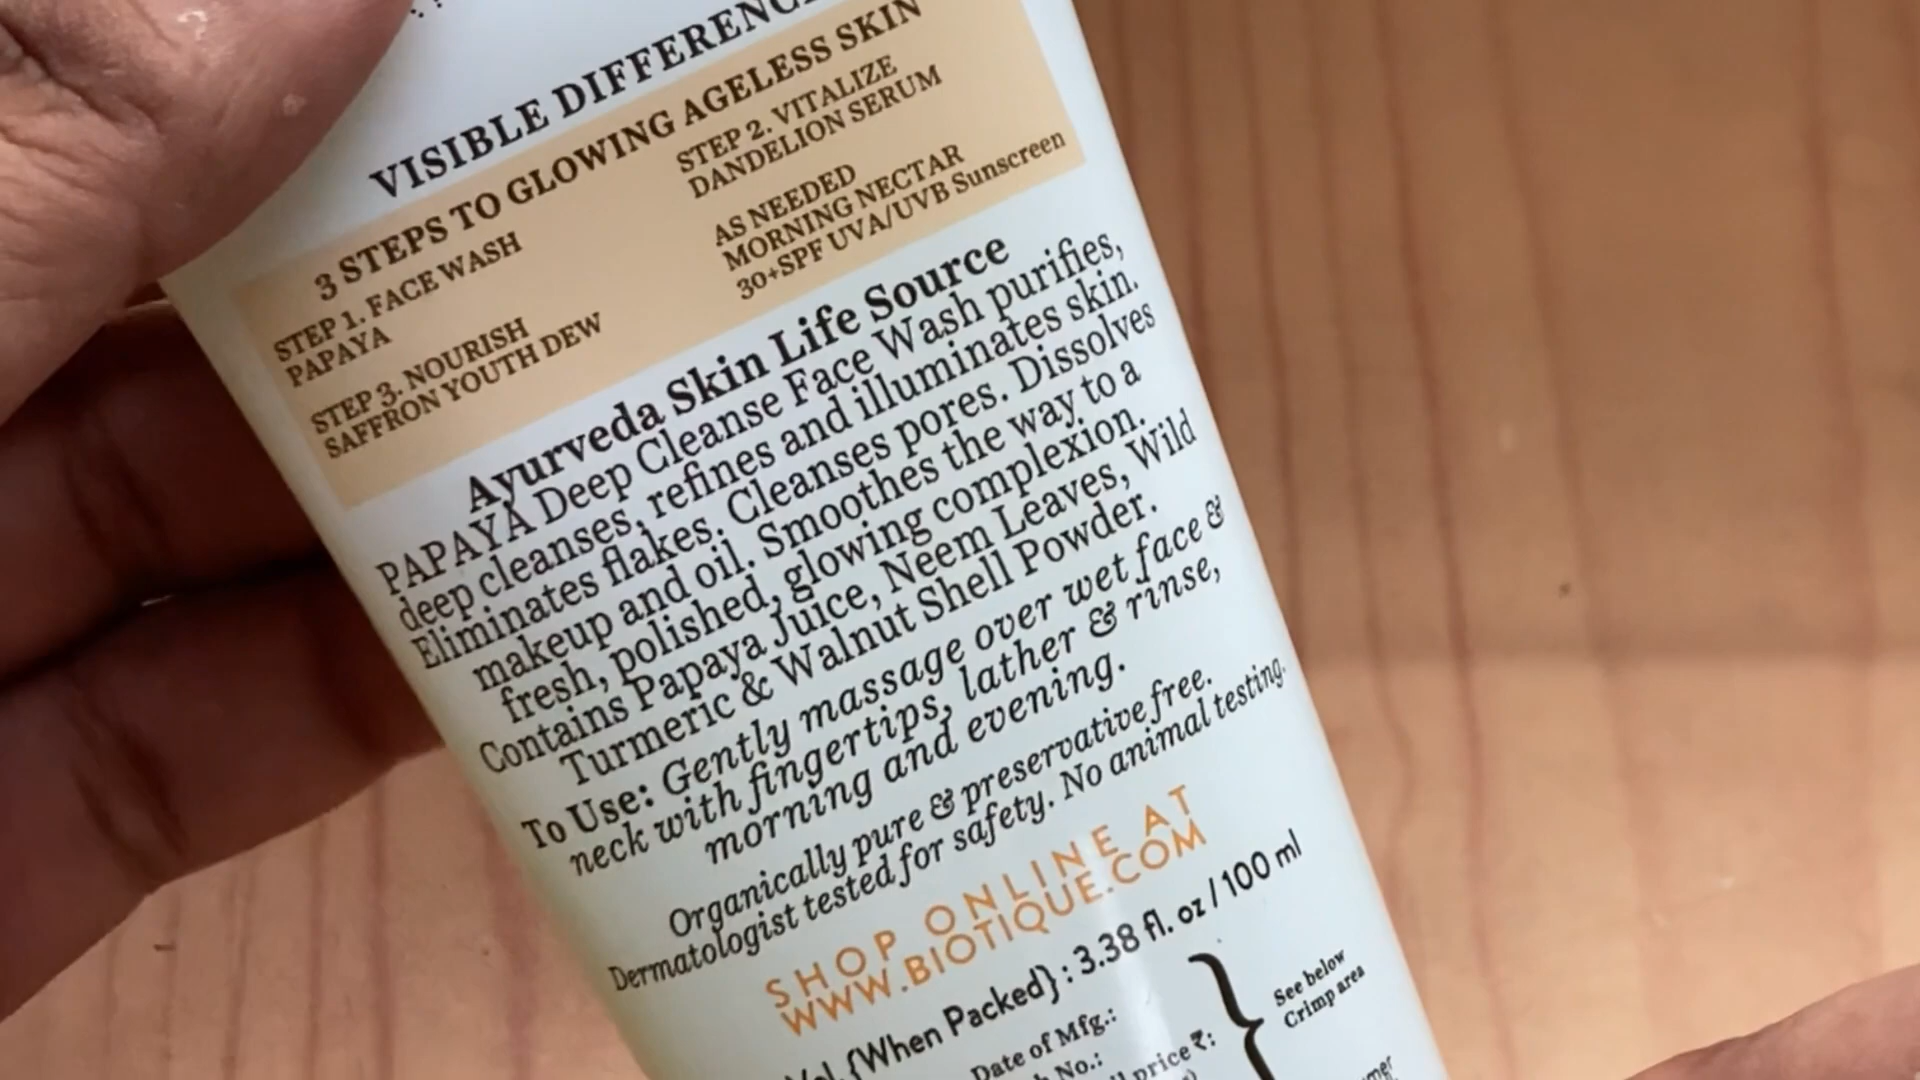 VISIBLE DIFFERENC
3 STEPS TO GLOWING AGELESS SKIN
STEP 1. FACE WASH
PAPAYA
STEP 2. VITALIZE
DANDELION SERUM
STEP 3. NOURISH
SAFFRON YOUTH DEW
AS NEEDED
MORNING NECTAR
30+SPF UVA/UVB Sunscreen
Ayurveda Skin Life Source
PAPAYA Deep Cleanse Face Wash purifies,
deep cleanses, refines and illuminates skin.
Eliminates flakes. Cleanses pores. Dissolves
makeup and oil. Smoothes the way to a
fresh, polished, glowing complexion.
Contains Papaya Juice, Neem Leaves, Wild
Turmeric & Walnut Shell Powder.
To Use: Gently massage over wet face &
neck with fingertips, lather & rinse,
morning and evening.
Organically pure & preservative free.
Dermatologist tested for safety. No animal testing.
SHOP ONLINE AT
WWW.BIOTIQUE.COM
{When Packed} : 3.38 fl. oz / 100 ml
Date of Mfg.:
No.:
price ₹:
See below
Crimp area